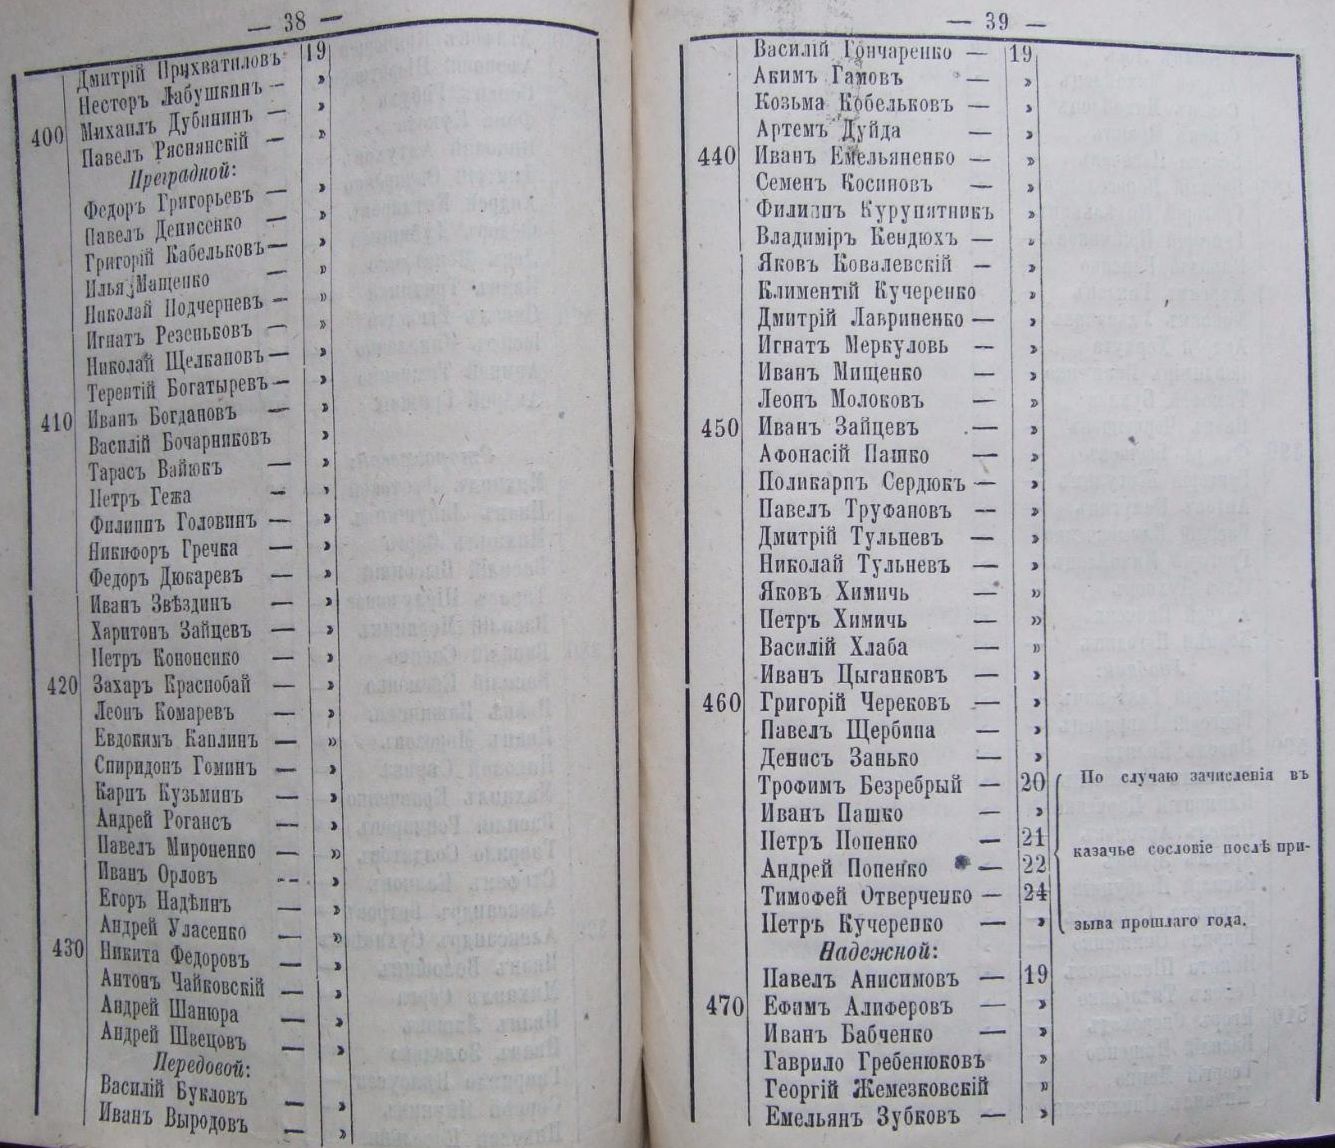 — 38 —
Дмитрій Прихватиловъ 19
Несторъ Лабушкинъ — »
400 Михаилъ Дубининъ — »
Павелъ Ряснянскій — »
Преградной:
Федоръ Григорьевъ — »
Павелъ Денисенко — »
Григорій Кабельковъ — »
Илья Мащенко »
Николай Подчерневъ — »
Игнатъ Резеньковъ — »
Николай Щелкановъ — »
Терентій Богатыревъ — »
410 Иванъ Богдановъ — »
Василій Бочарниковъ »
Тарасъ Вайюкъ — »
Петръ Гежа — »
Филиппъ Головинъ — »
Никифоръ Гречка — »
Федоръ Дюкаревъ — »
Иванъ Звѣздинъ — »
Харитонъ Зайцевъ — »
Петръ Кононенко — »
420 Захаръ Краснобай — »
Леонъ Комаревъ — »
Евдокимъ Каплинъ — »
Спиридонъ Гоминъ — »
Карпъ Кузьминъ — »
Андрей Рогансъ — »
Павелъ Мироненко — »
Иванъ Орловъ — »
Егоръ Надѣинъ — »
Андрей Уласенко — »
430 Никита Федоровъ — »
Антонъ Чайковскій — »
Андрей Шанюра — »
Андрей Швецовъ — »
Передовой:
Василій Букловъ — »
Иванъ Выродовъ — »
— 39 —
Василій Гончаренко — 19
Акимъ Гамовъ — »
Козьма Кобельковъ — »
Артемъ Дуйда — »
440 Иванъ Емельяненко — »
Семенъ Косиновъ — »
Филиппъ Курупятникъ »
Владиміръ Кендюхъ — »
Яковъ Ковалевскій — »
Климентій Кучеренко »
Дмитрій Лавриненко — »
Игнатъ Меркуловь — »
Иванъ Мищенко — »
Леонъ Молоковъ — »
450 Иванъ Зайцевъ — »
Афонасій Пашко — »
Поликарпъ Сердюкъ — »
Павелъ Труфановъ — »
Дмитрій Тульневъ — »
Николай Тульневъ — »
Яковъ Химичь — »
Петръ Химичь — »
Василій Хлаба — »
Иванъ Цыганковъ — »
460 Григорій Черековъ — »
Павелъ Щербина — »
Денисъ Занько — »
Трофимъ Безребрый — 20
Иванъ Пашко — »
Петръ Попенко — 21
Андрей Попенко — 22
Тимофей Отверченко — 24
Петръ Кучеренко — »
По случаю зачисленія въ
казачье сословіе послѣ при-
зыва прошлаго года.
Надежной:
Павелъ Анисимовъ — 19
470 Ефимъ Алиферовъ — »
Иванъ Бабченко — »
Гаврило Гребенюковъ »
Георгій Жемезковскій »
Емельянъ Зубковъ — »